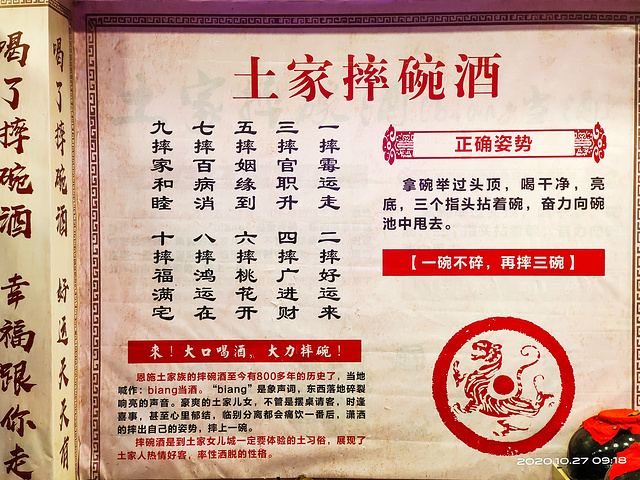 喝了摔碗酒 幸福跟你走
喝了摔碗酒 好运天天有
土家摔碗酒
一摔霉运走
二摔好运来
三摔官职升
四摔广进财
五摔姻缘到
六摔桃花开
七摔百病消
八摔鸿运在
九摔家和睦
十摔福满宅
正确姿势
拿碗举过头顶，喝干净，亮
底，三个指头拈着碗，奋力向碗
池中甩去。
【一碗不碎，再摔三碗】
来！大口喝酒，大力摔碗！
恩施土家族的摔碗酒至今有800多年的历史了，当地
喊作：biang当酒。“biang”是象声词，东西落地碎裂
响亮的声音。豪爽的土家儿女，不管是摆桌请客，时逢
喜事，甚至心里郁结，临别分离都会痛饮一番后，潇洒
的摔出自己的姿势，摔上一碗。
摔碗酒是到土家女儿城一定要体验的土习俗，展现了
土家人热情好客，率性洒脱的性格。
2020.10.27 09:18